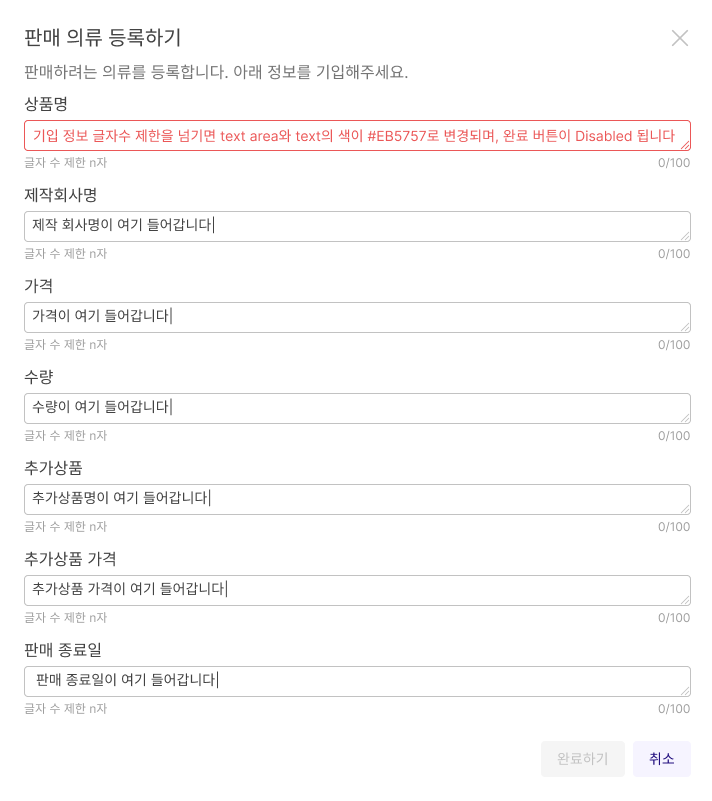 판매 의류 등록하기
판매하려는 의류를 등록합니다. 아래 정보를 기입해주세요.
상품명
기입 정보 글자수 제한을 넘기면 text area와 text의 색이 #EB5757로 변경되며, 완료 버튼이 Disabled 됩니다
글자 수 제한 n자 0/100
제작회사명
제작 회사명이 여기 들어갑니다
글자 수 제한 n자 0/100
가격
가격이 여기 들어갑니다
글자 수 제한 n자 0/100
수량
수량이 여기 들어갑니다
글자 수 제한 n자 0/100
추가상품
추가상품명이 여기 들어갑니다
글자 수 제한 n자 0/100
추가상품 가격
추가상품 가격이 여기 들어갑니다
글자 수 제한 n자 0/100
판매 종료일
판매 종료일이 여기 들어갑니다
글자 수 제한 n자 0/100
완료하기 취소